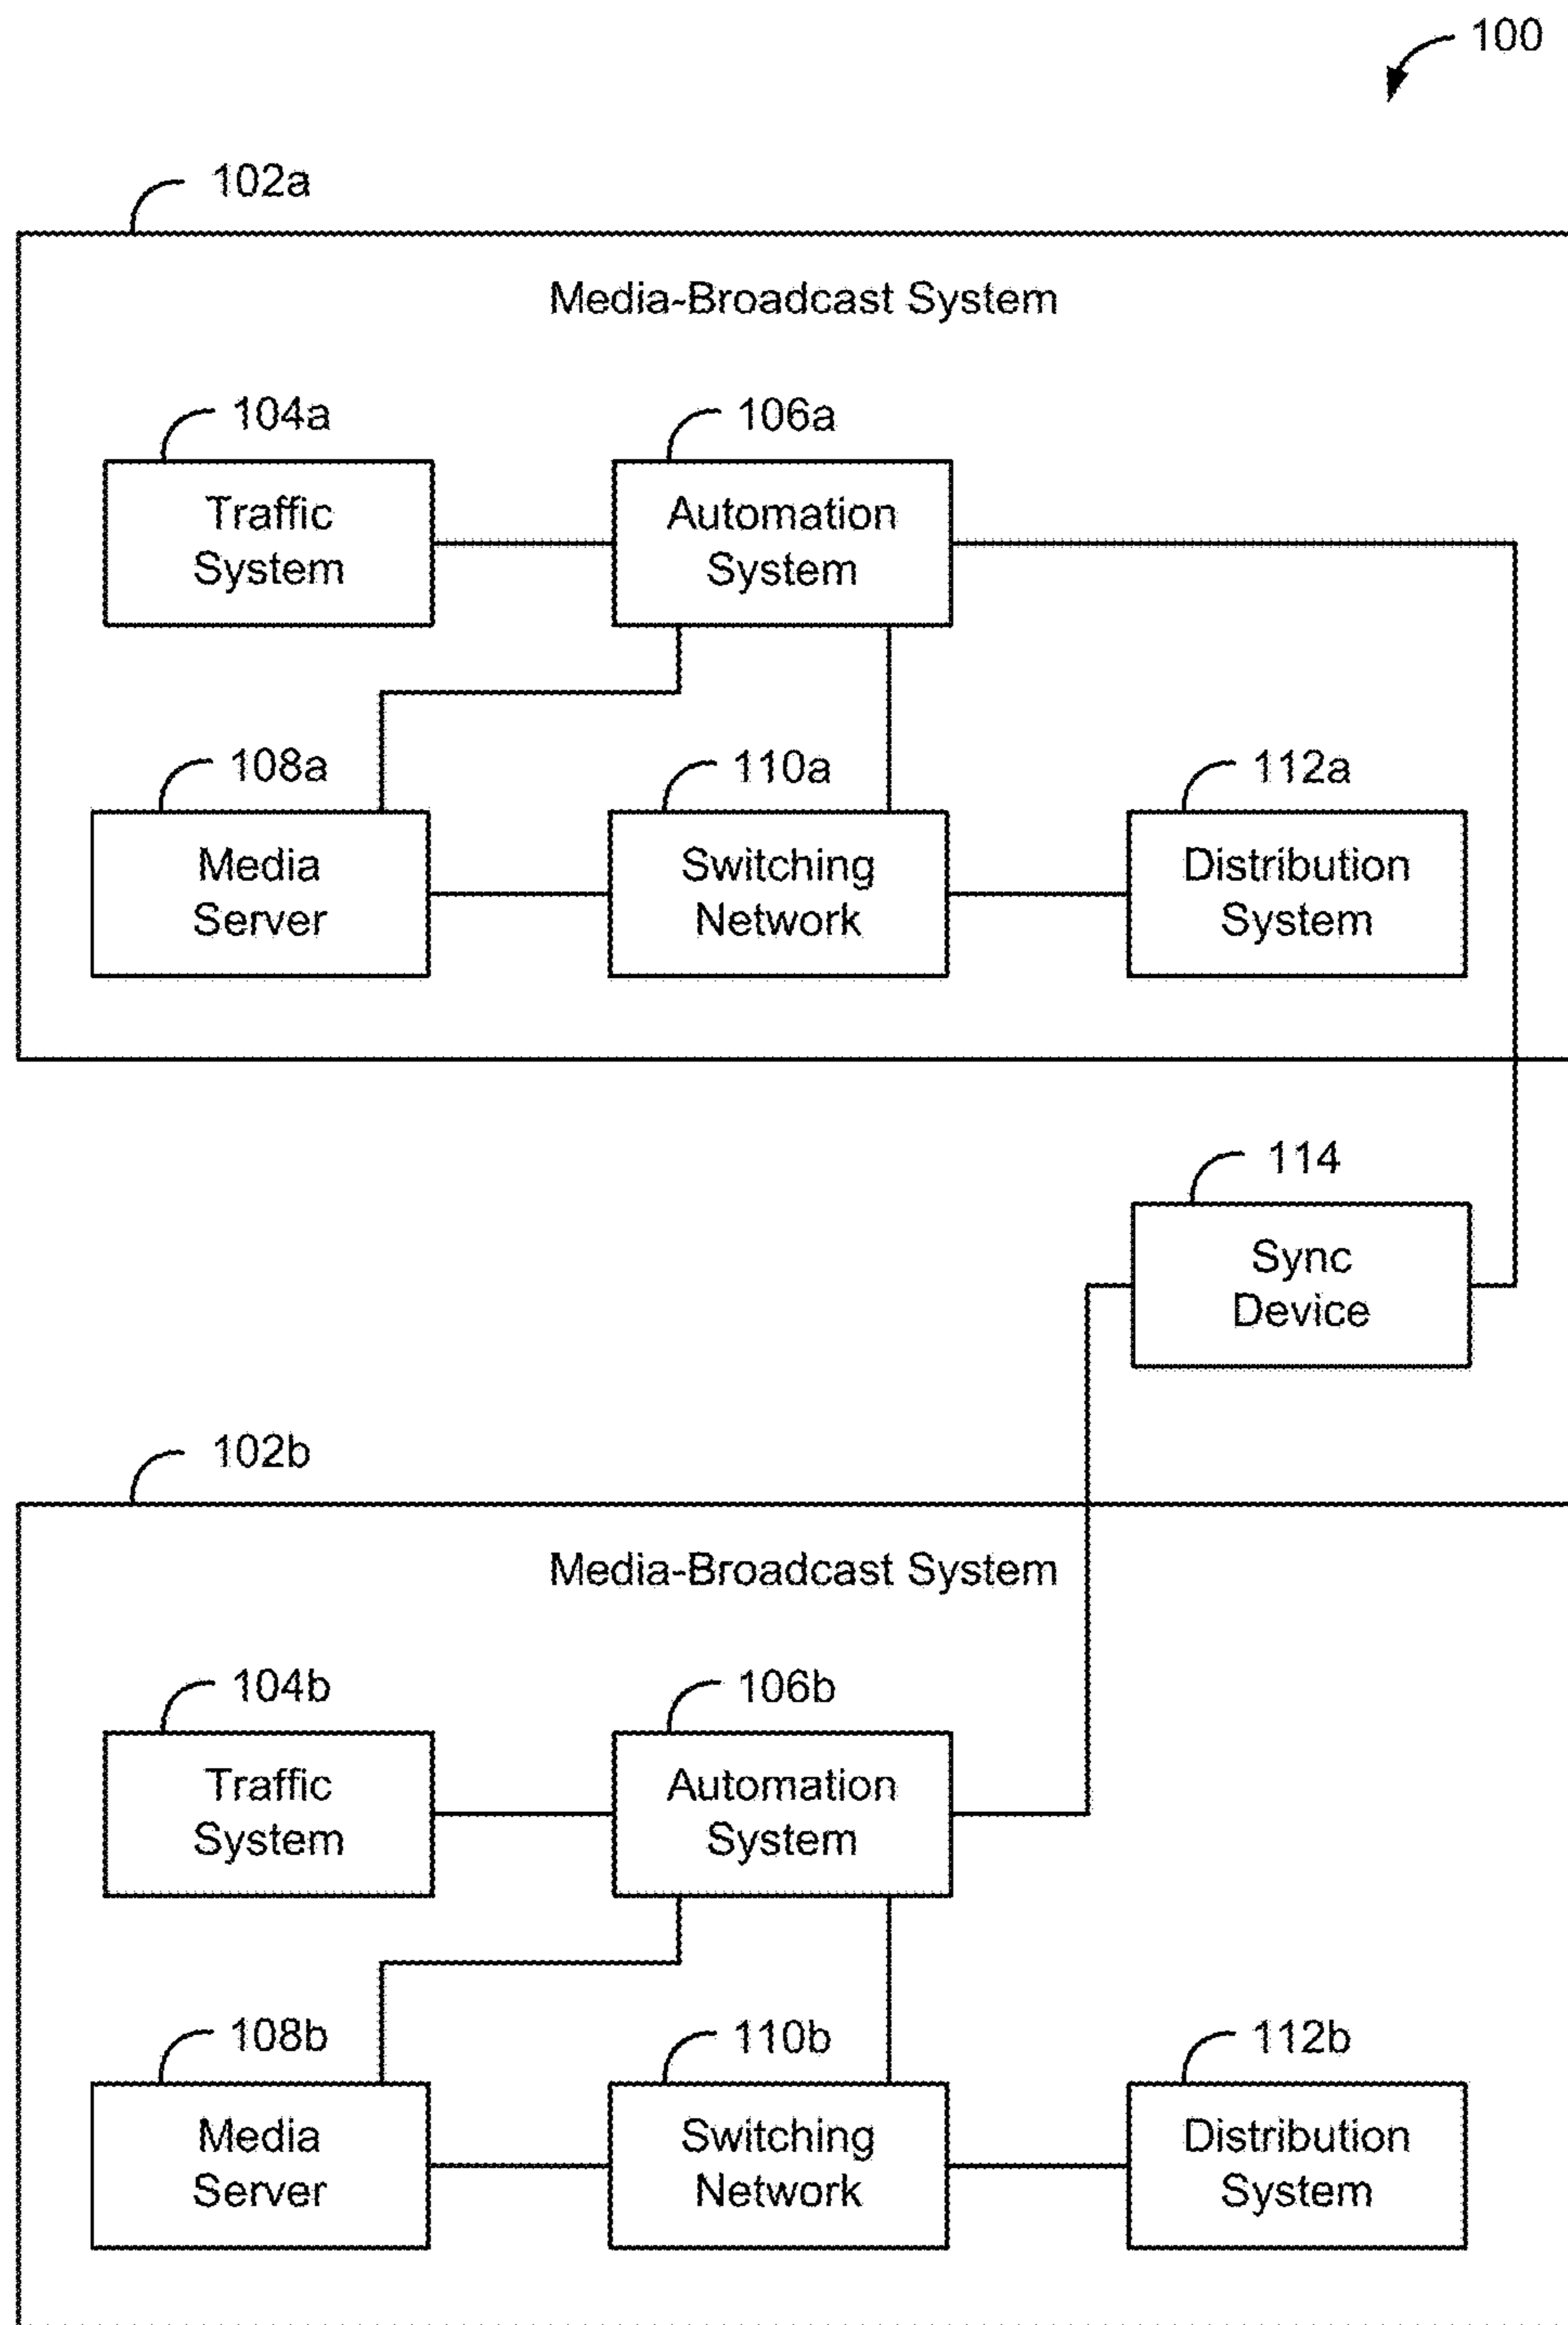 100
102a
Media-Broadcast System
104a
106a
Traffic
System
Automation
System
108a
110a
112a
Media
Server
Switching
Network
Distribution
System
114
Sync
Device
102b
Media-Broadcast System
104b
106b
Traffic
System
Automation
System
108b
110b
112b
Media
Server
Switching
Network
Distribution
System